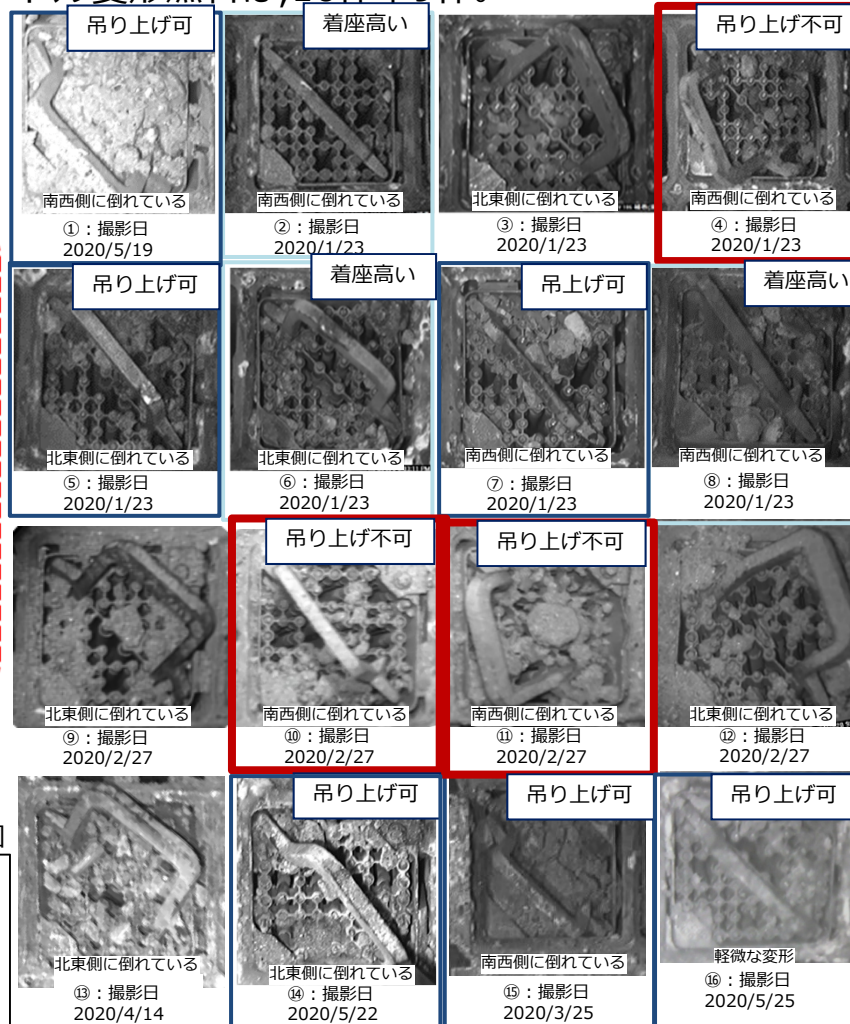 吊り上げ可
着座高い
吊り上げ不可
南西側に倒れている
南西側に倒れている
北東側に倒れている
南西側に倒れている
①：撮影日
2020/5/19
②：撮影日
2020/1/23
③：撮影日
2020/1/23
④：撮影日
2020/1/23
吊り上げ可
着座高い
吊上げ可
着座高い
北東側に倒れている
北東側に倒れている
南西側に倒れている
南西側に倒れている
⑤：撮影日
2020/1/23
⑥：撮影日
2020/1/23
⑦：撮影日
2020/1/23
⑧：撮影日
2020/1/23
吊り上げ不可
吊り上げ不可
北東側に倒れている
南西側に倒れている
南西側に倒れている
北東側に倒れている
⑨：撮影日
2020/2/27
⑩：撮影日
2020/2/27
⑪：撮影日
2020/2/27
⑫：撮影日
2020/2/27
吊り上げ可
吊り上げ可
吊り上げ可
北東側に倒れている
北東側に倒れている
南西側に倒れている
軽微な変形
⑬：撮影日
2020/4/14
⑭：撮影日
2020/5/22
⑮：撮影日
2020/3/25
⑯：撮影日
2020/5/25